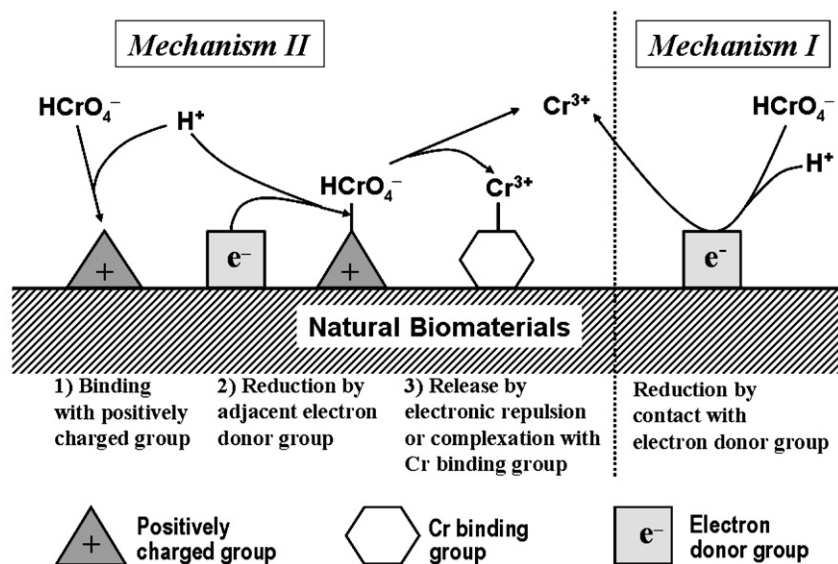 Mechanism II
Mechanism I
HCrO₄⁻
H⁺
HCrO₄⁻
Cr³⁺
Cr³⁺
HCrO₄⁻
H⁺
+
e⁻
+
e⁻
Natural Biomaterials
1) Binding
with positively
charged group
2) Reduction by
adjacent electron
donor group
3) Release by
electronic repulsion
or complexation with
Cr binding group
Reduction by
contact with
electron donor group
+
Positively
charged group
Cr binding
group
e⁻
Electron
donor group